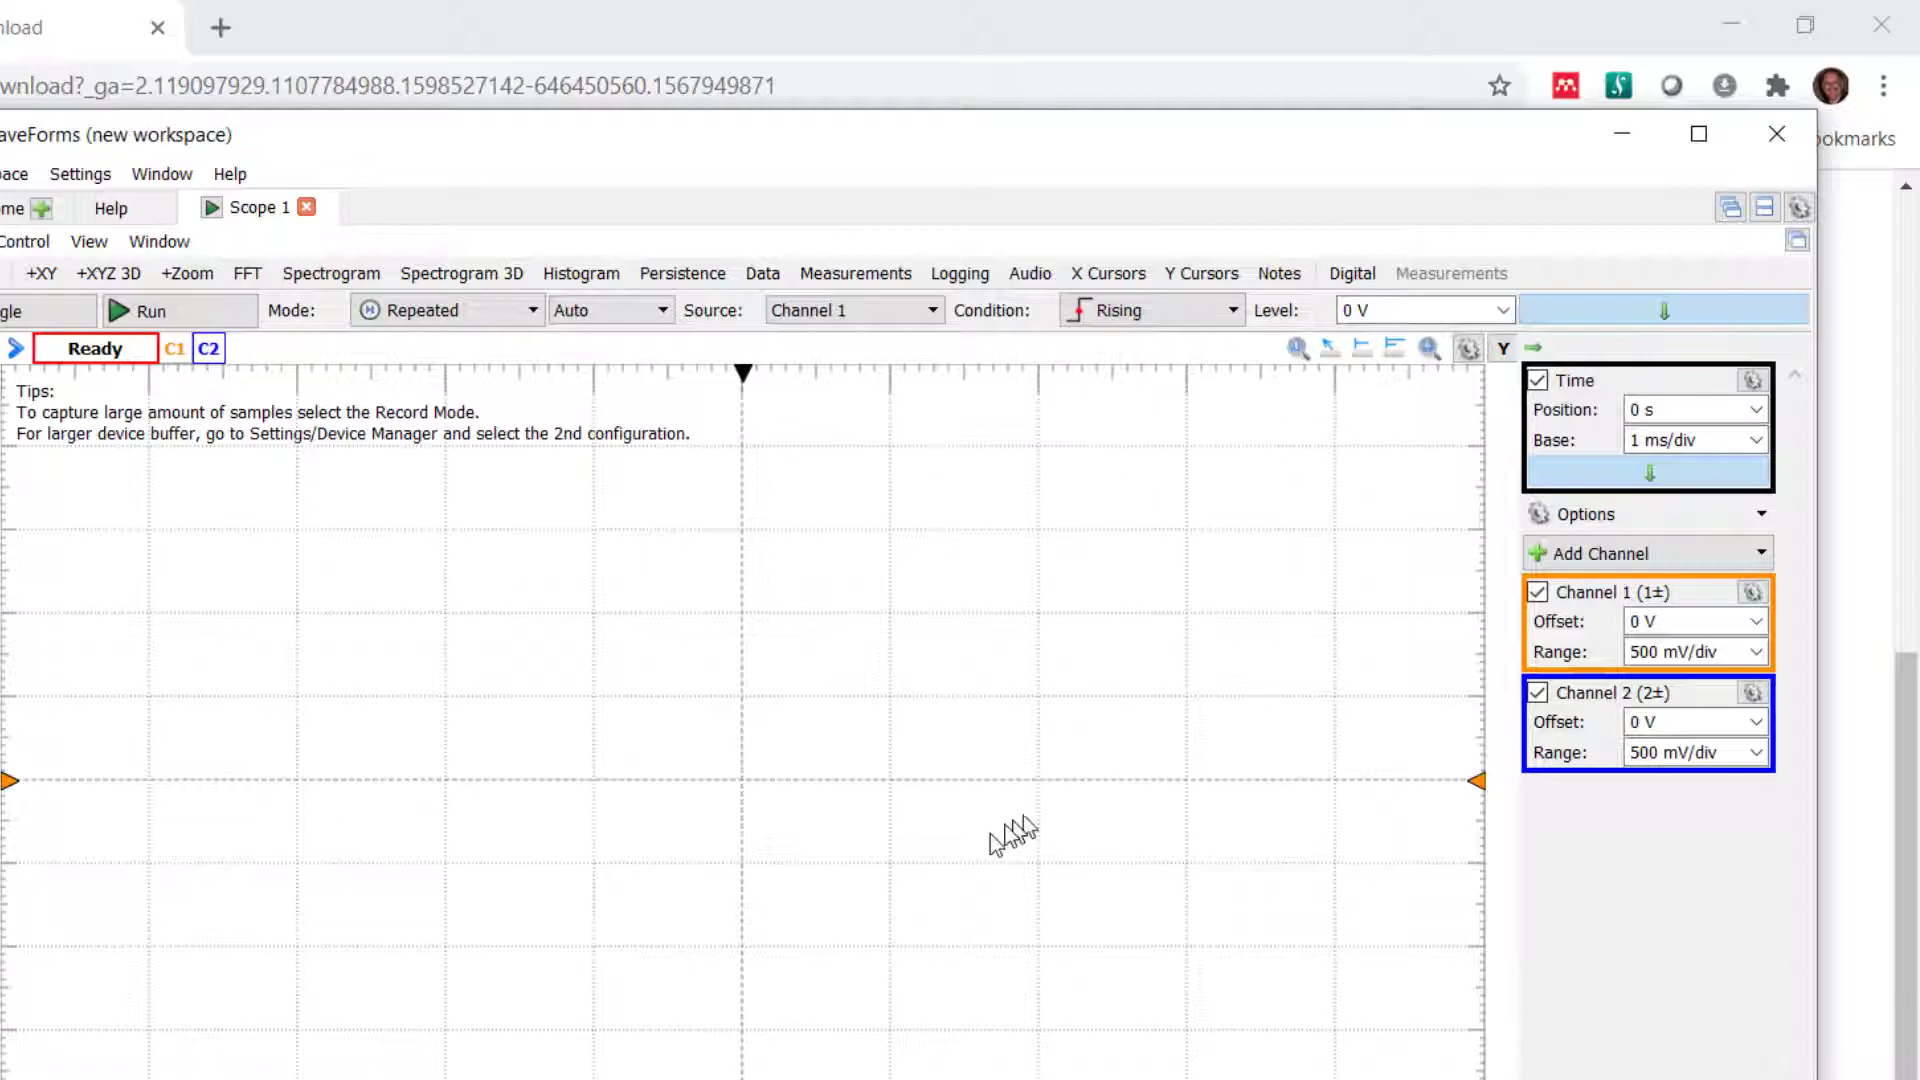 nload
wnload?_ga=2.119097929.1107784988.1598527142-646450560.1567949871
aveForms (new workspace)
ookmarks
ace Settings Window Help
me Help Scope 1
Control View Window
+XY +XYZ 3D +Zoom FFT Spectrogram Spectrogram 3D Histogram Persistence Data Measurements Logging Audio X Cursors Y Cursors Notes Digital Measurements
gle Run Mode: Repeated Auto Source: Channel 1 Condition: Rising Level: 0 V
Ready C1 C2 Y
Tips:
To capture large amount of samples select the Record Mode.
For larger device buffer, go to Settings/Device Manager and select the 2nd configuration.
Time
Position: 0 s
Base: 1 ms/div
Options
Add Channel
Channel 1 (1±)
Offset: 0 V
Range: 500 mV/div
Channel 2 (2±)
Offset: 0 V
Range: 500 mV/div